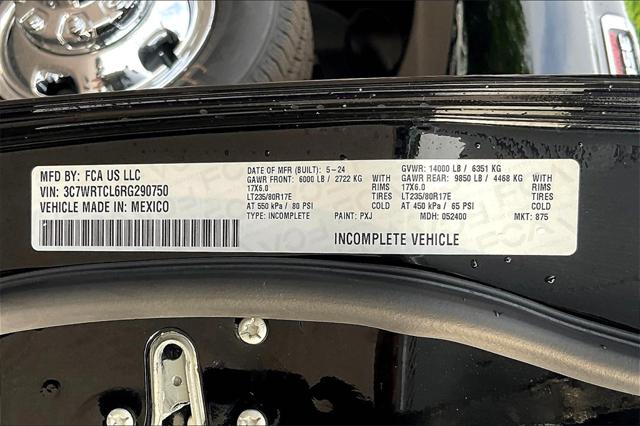 MFD BY: FCA US LLC
VIN: 3C7WRTCL6RG290750
VEHICLE MADE IN: MEXICO
DATE OF MFR (BUILT): 5-24
GAWR FRONT: 6000 LB / 2722 KG WITH
17X6.0 RIMS
LT235/80R17E TIRES
AT 550 kPa / 80 PSI COLD
TYPE: INCOMPLETE PAINT: PXJ
GVWR: 14000 LB / 6351 KG
GAWR REAR: 9850 LB / 4468 KG WITH
17X6.0 RIMS
LT235/80R17E TIRES
AT 450 kPa / 65 PSI COLD
MDH: 052400 MKT: 875
INCOMPLETE VEHICLE